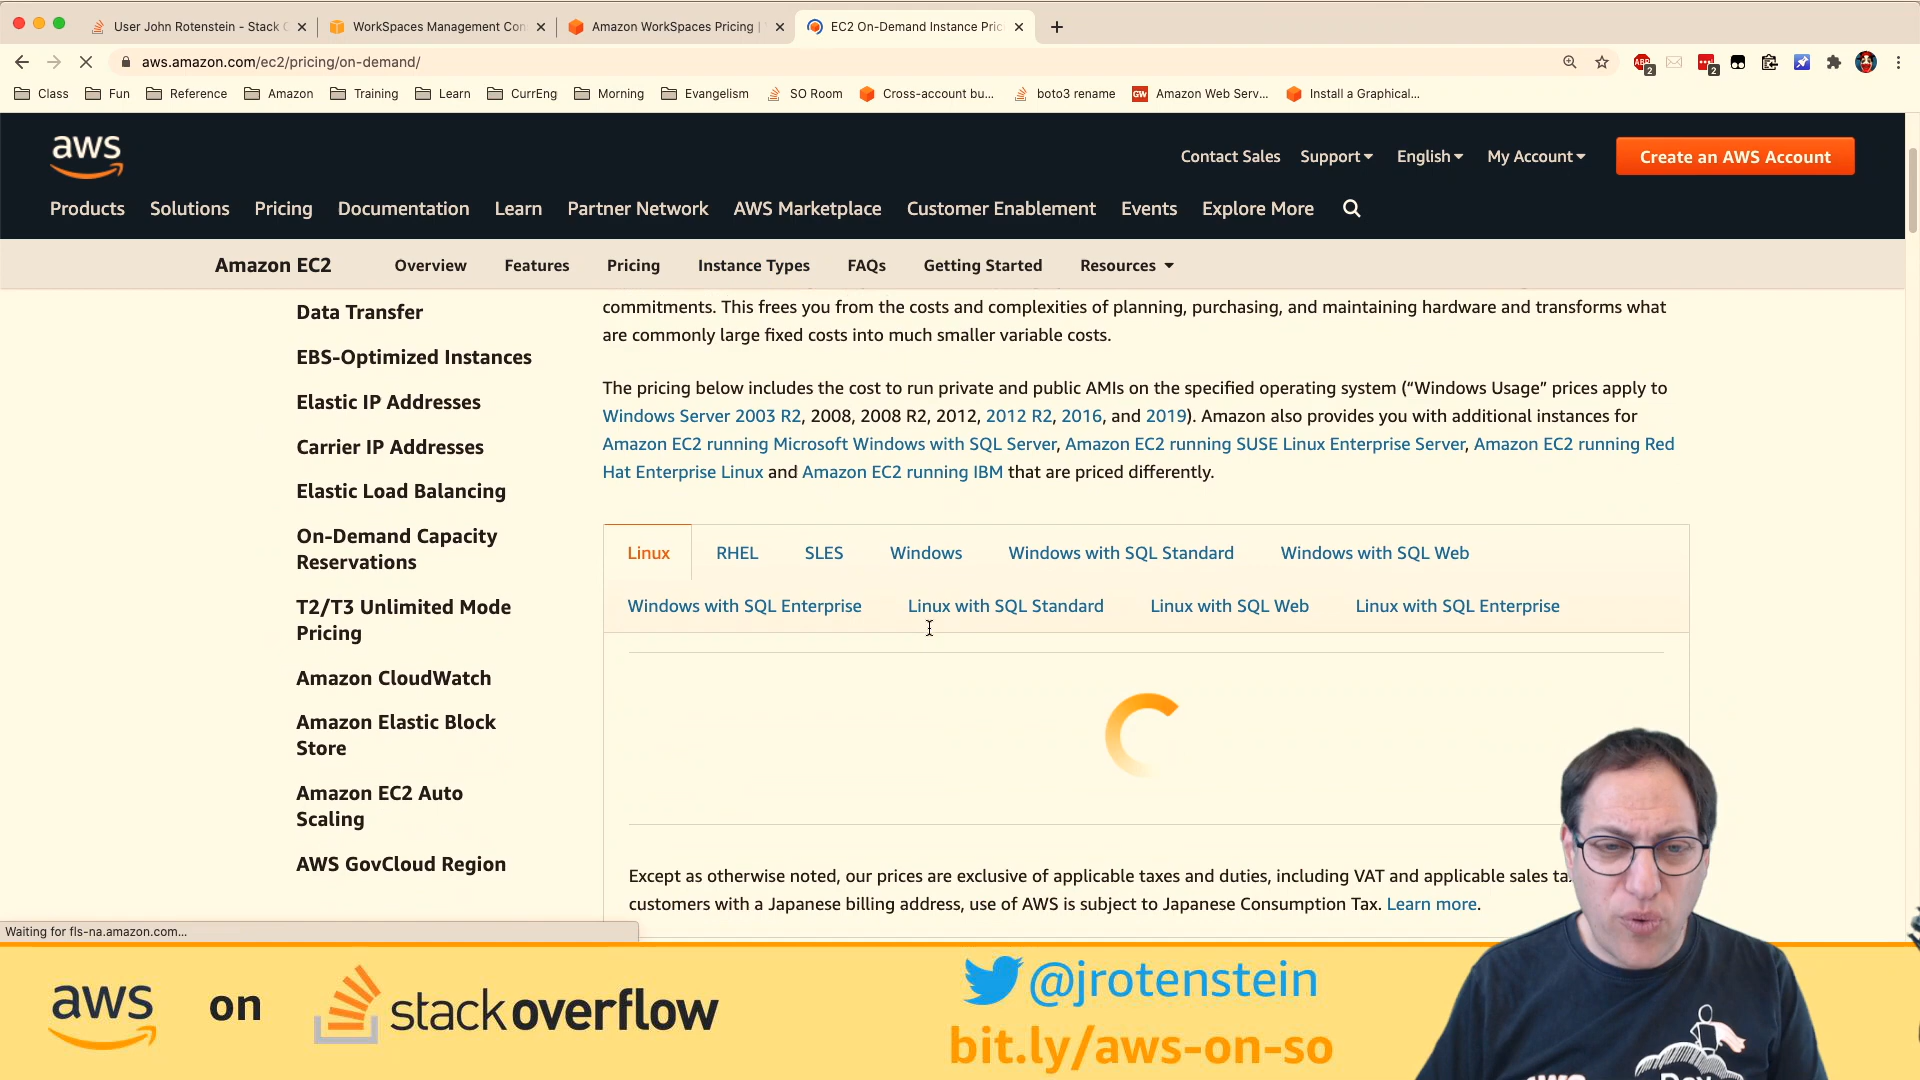 User John Rotenstein - Stack O
WorkSpaces Management Con
Amazon WorkSpaces Pricing |
EC2 On-Demand Instance Pric
aws.amazon.com/ec2/pricing/on-demand/
ABP
2
2
Class
Fun
Reference
Amazon
Training
Learn
CurrEng
Morning
Evangelism
SO Room
Cross-account bu...
boto3 rename
GW
Amazon Web Serv...
Install a Graphical...
aws
Contact Sales
Support
English
My Account
Create an AWS Account
Products
Solutions
Pricing
Documentation
Learn
Partner Network
AWS Marketplace
Customer Enablement
Events
Explore More
Amazon EC2
Overview
Features
Pricing
Instance Types
FAQs
Getting Started
Resources
Data Transfer
EBS-Optimized Instances
Elastic IP Addresses
Carrier IP Addresses
Elastic Load Balancing
On-Demand Capacity
Reservations
T2/T3 Unlimited Mode
Pricing
Amazon CloudWatch
Amazon Elastic Block
Store
Amazon EC2 Auto
Scaling
AWS GovCloud Region
commitments. This frees you from the costs and complexities of planning, purchasing, and maintaining hardware and transforms what
are commonly large fixed costs into much smaller variable costs.
The pricing below includes the cost to run private and public AMIs on the specified operating system (“Windows Usage” prices apply to
Windows Server 2003 R2, 2008, 2008 R2, 2012, 2012 R2, 2016, and 2019). Amazon also provides you with additional instances for
Amazon EC2 running Microsoft Windows with SQL Server, Amazon EC2 running SUSE Linux Enterprise Server, Amazon EC2 running Red
Hat Enterprise Linux and Amazon EC2 running IBM that are priced differently.
Linux
RHEL
SLES
Windows
Windows with SQL Standard
Windows with SQL Web
Windows with SQL Enterprise
Linux with SQL Standard
Linux with SQL Web
Linux with SQL Enterprise
Except as otherwise noted, our prices are exclusive of applicable taxes and duties, including VAT and applicable sales ta
customers with a Japanese billing address, use of AWS is subject to Japanese Consumption Tax. Learn more.
Waiting for fls-na.amazon.com...
aws
on
stackoverflow
@jrotenstein
bit.ly/aws-on-so